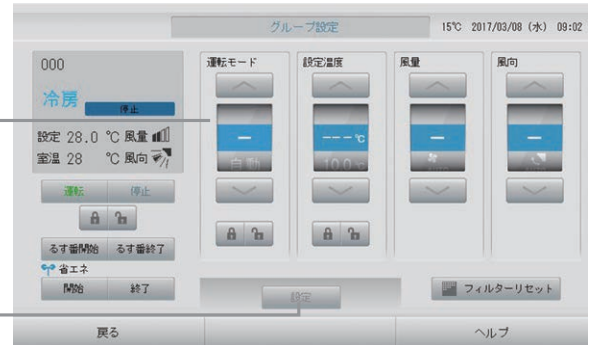 グループ設定
15℃ 2017/03/08 (水) 09:02
000
冷房
停止
設定 28.0 ℃ 風量
室温 28 ℃ 風向
運転 停止
るす番開始 るす番終了
省エネ
開始 終了
運転モード
－
自動
設定温度
---℃
10.0 ℃
風量
－
風向
－
設定
フィルターリセット
戻る
ヘルプ